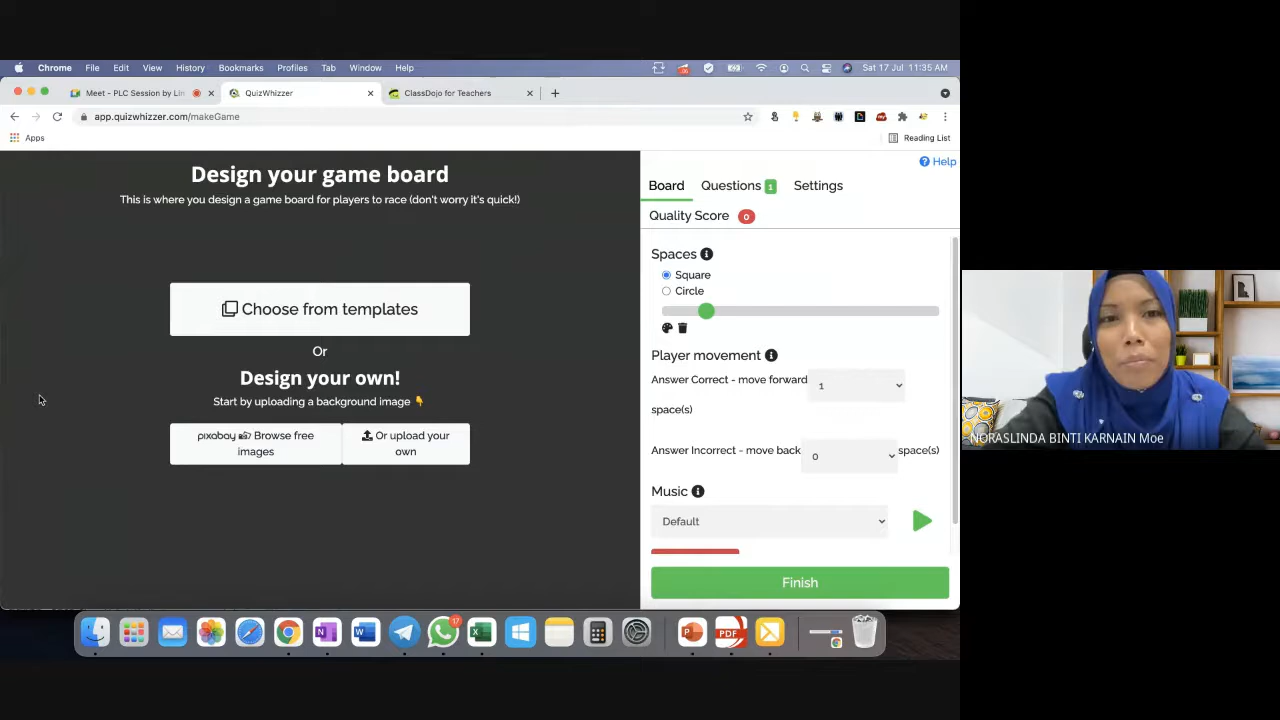 Chrome File Edit View History Bookmarks Profiles Tab Window Help Sat 17 Jul 11:35 AM
Meet - PLC Session by Lin
QuizWhizzer
ClassDojo for Teachers
app.quizwhizzer.com/makeGame
Apps
Reading List
Design your game board
This is where you design a game board for players to race (don't worry it's quick!)
Choose from templates
Or
Design your own!
Start by uploading a background image 👇
pixabay Browse free
images
Or upload your
own
Help
Board Questions 1 Settings
Quality Score 0
Spaces
Square
Circle
Player movement
Answer Correct - move forward 1
space(s)
Answer Incorrect - move back 0 space(s)
Music
Default
Finish
17
PDF
NORASLINDA BINTI KARNAIN Moe